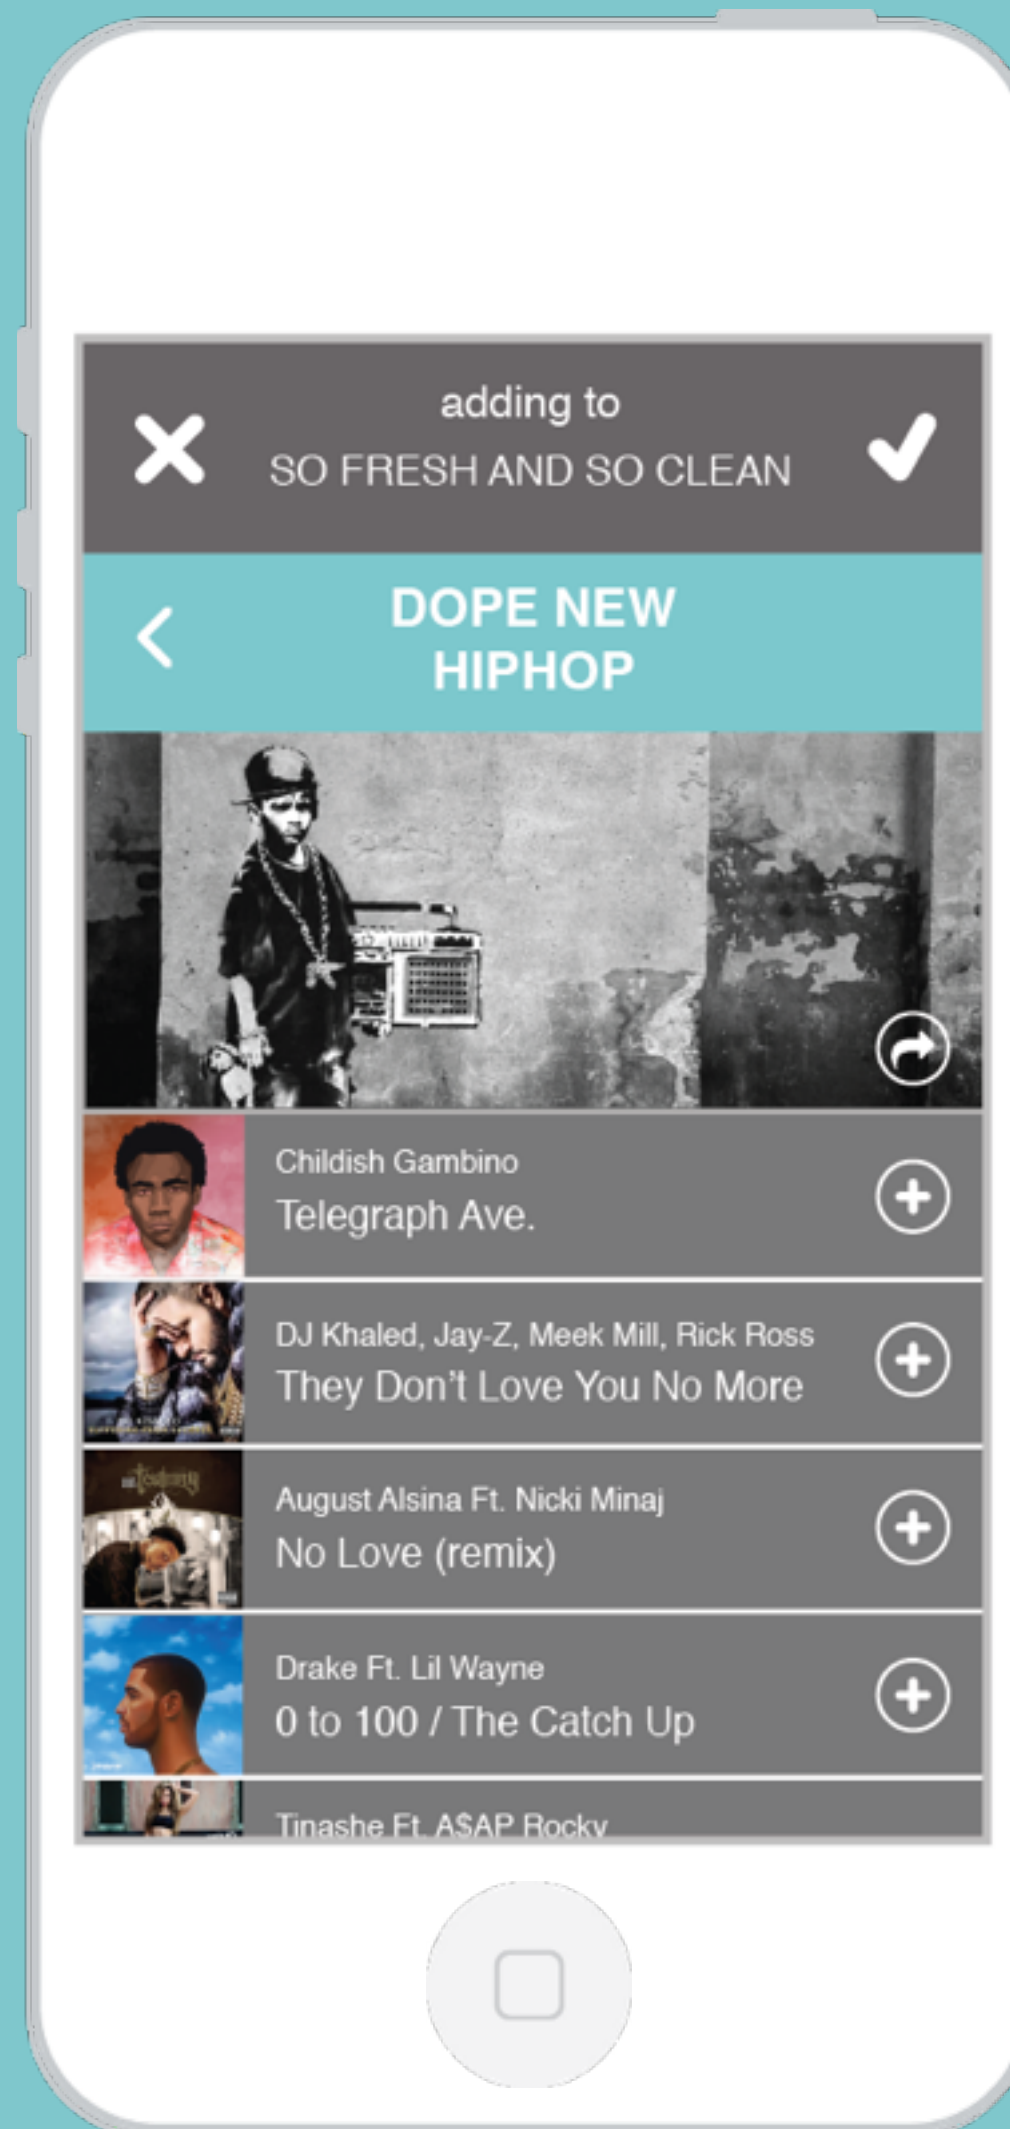 adding to
SO FRESH AND SO CLEAN
DOPE NEW
HIPHOP
Childish Gambino
Telegraph Ave.
DJ Khaled, Jay-Z, Meek Mill, Rick Ross
They Don't Love You No More
August Alsina Ft. Nicki Minaj
No Love (remix)
Drake Ft. Lil Wayne
0 to 100 / The Catch Up
Tinashe Ft. A$AP Rocky